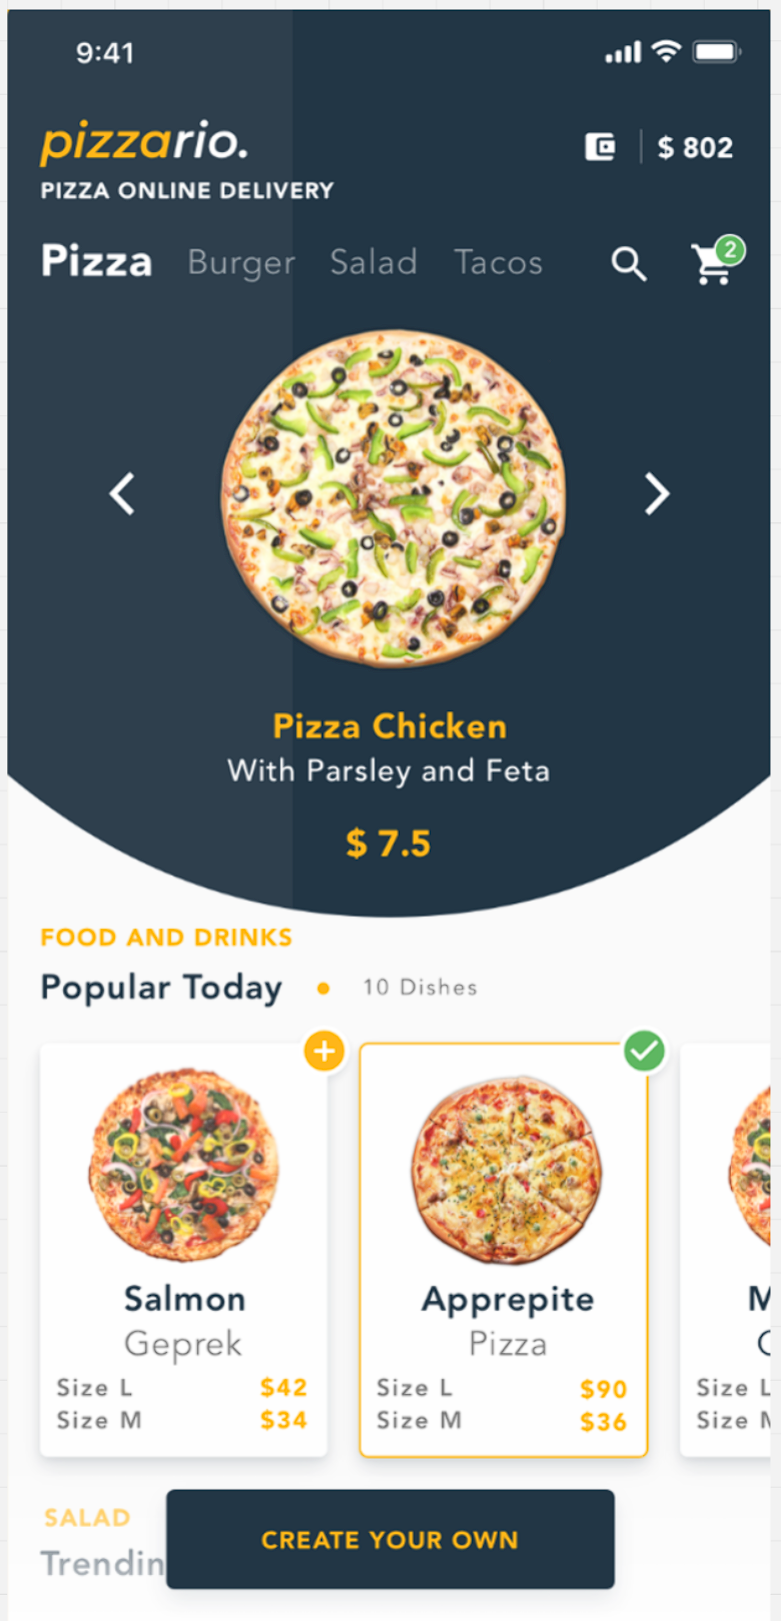 9:41
pizzario.
$ 802
PIZZA ONLINE DELIVERY
Pizza Burger Salad Tacos 2
Pizza Chicken
With Parsley and Feta
$ 7.5
FOOD AND DRINKS
Popular Today • 10 Dishes
Salmon
Geprek
Size L $42
Size M $34
Apprepite
Pizza
Size L $90
Size M $36
Size
Size
SALAD
CREATE YOUR OWN